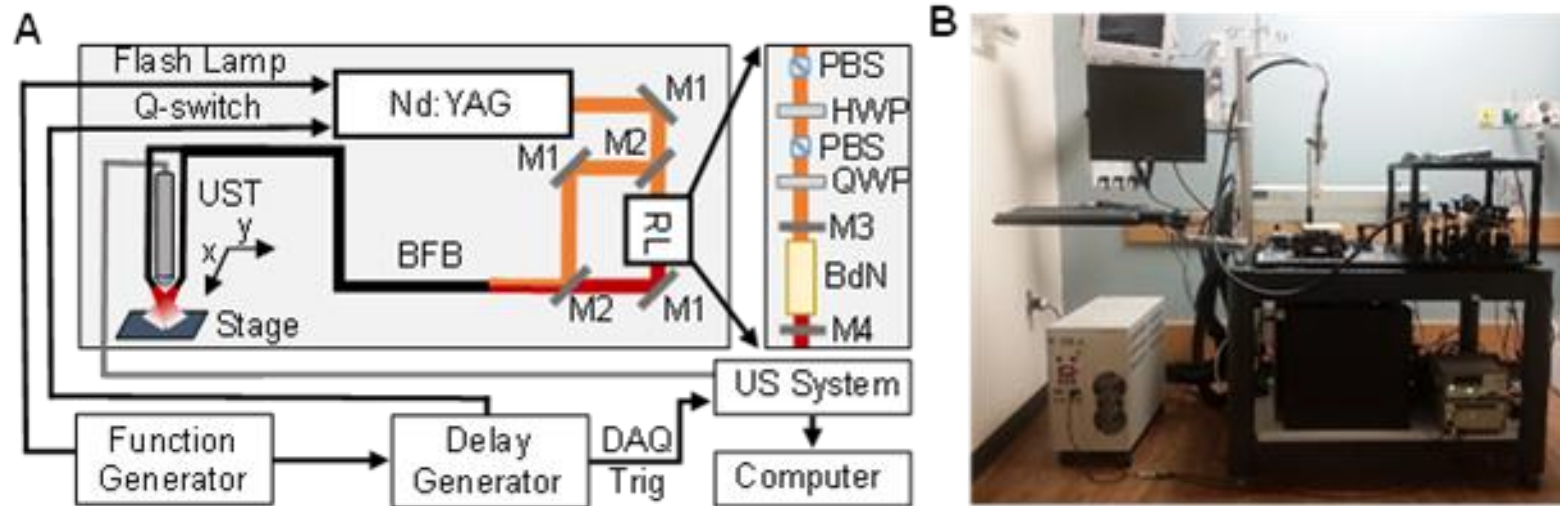 A
Flash Lamp
Q-switch
Nd:YAG
M1
M2
M1
UST
y
x
BFB
RL
M2
M1
Stage
PBS
HWP
PBS
QWP
M3
BdN
M4
US System
Function
Generator
Delay
Generator
DAQ
Trig
Computer
B